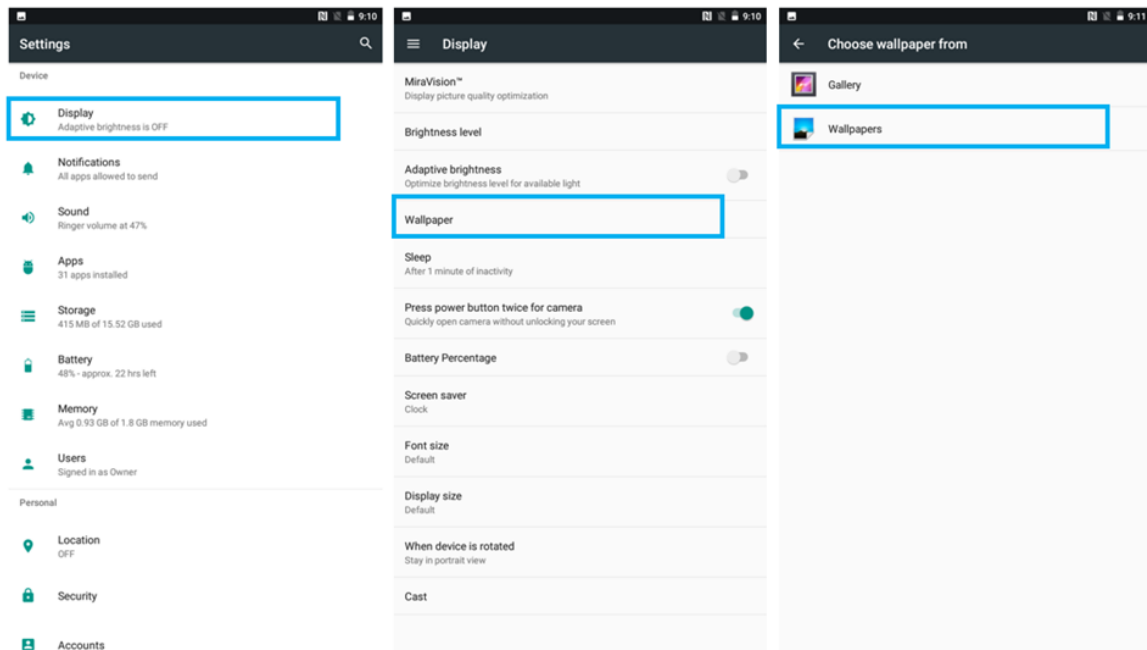 9:10
Settings
Device
Display
Adaptive brightness is OFF
Notifications
All apps allowed to send
Sound
Ringer volume at 47%
Apps
31 apps installed
Storage
415 MB of 15.52 GB used
Battery
48% - approx. 22 hrs left
Memory
Avg 0.93 GB of 1.8 GB memory used
Users
Signed in as Owner
Personal
Location
OFF
Security
Accounts
9:10
Display
MiraVision™
Display picture quality optimization
Brightness level
Adaptive brightness
Optimize brightness level for available light
Wallpaper
Sleep
After 1 minute of inactivity
Press power button twice for camera
Quickly open camera without unlocking your screen
Battery Percentage
Screen saver
Clock
Font size
Default
Display size
Default
When device is rotated
Stay in portrait view
Cast
9:11
Choose wallpaper from
Gallery
Wallpapers